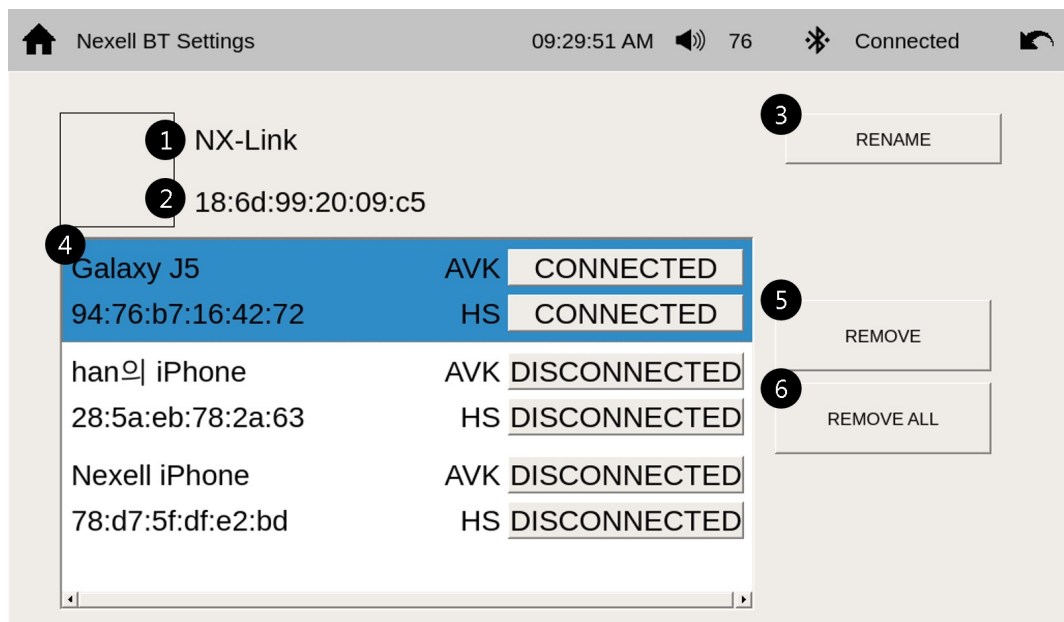 Nexell BT Settings 09:29:51 AM 76 Connected
1 NX-Link
3 RENAME
2 18:6d:99:20:09:c5
4
Galaxy J5 AVK CONNECTED
94:76:b7:16:42:72 HS CONNECTED
5 REMOVE
han의 iPhone AVK DISCONNECTED
28:5a:eb:78:2a:63 HS DISCONNECTED
6 REMOVE ALL
Nexell iPhone AVK DISCONNECTED
78:d7:5f:df:e2:bd HS DISCONNECTED